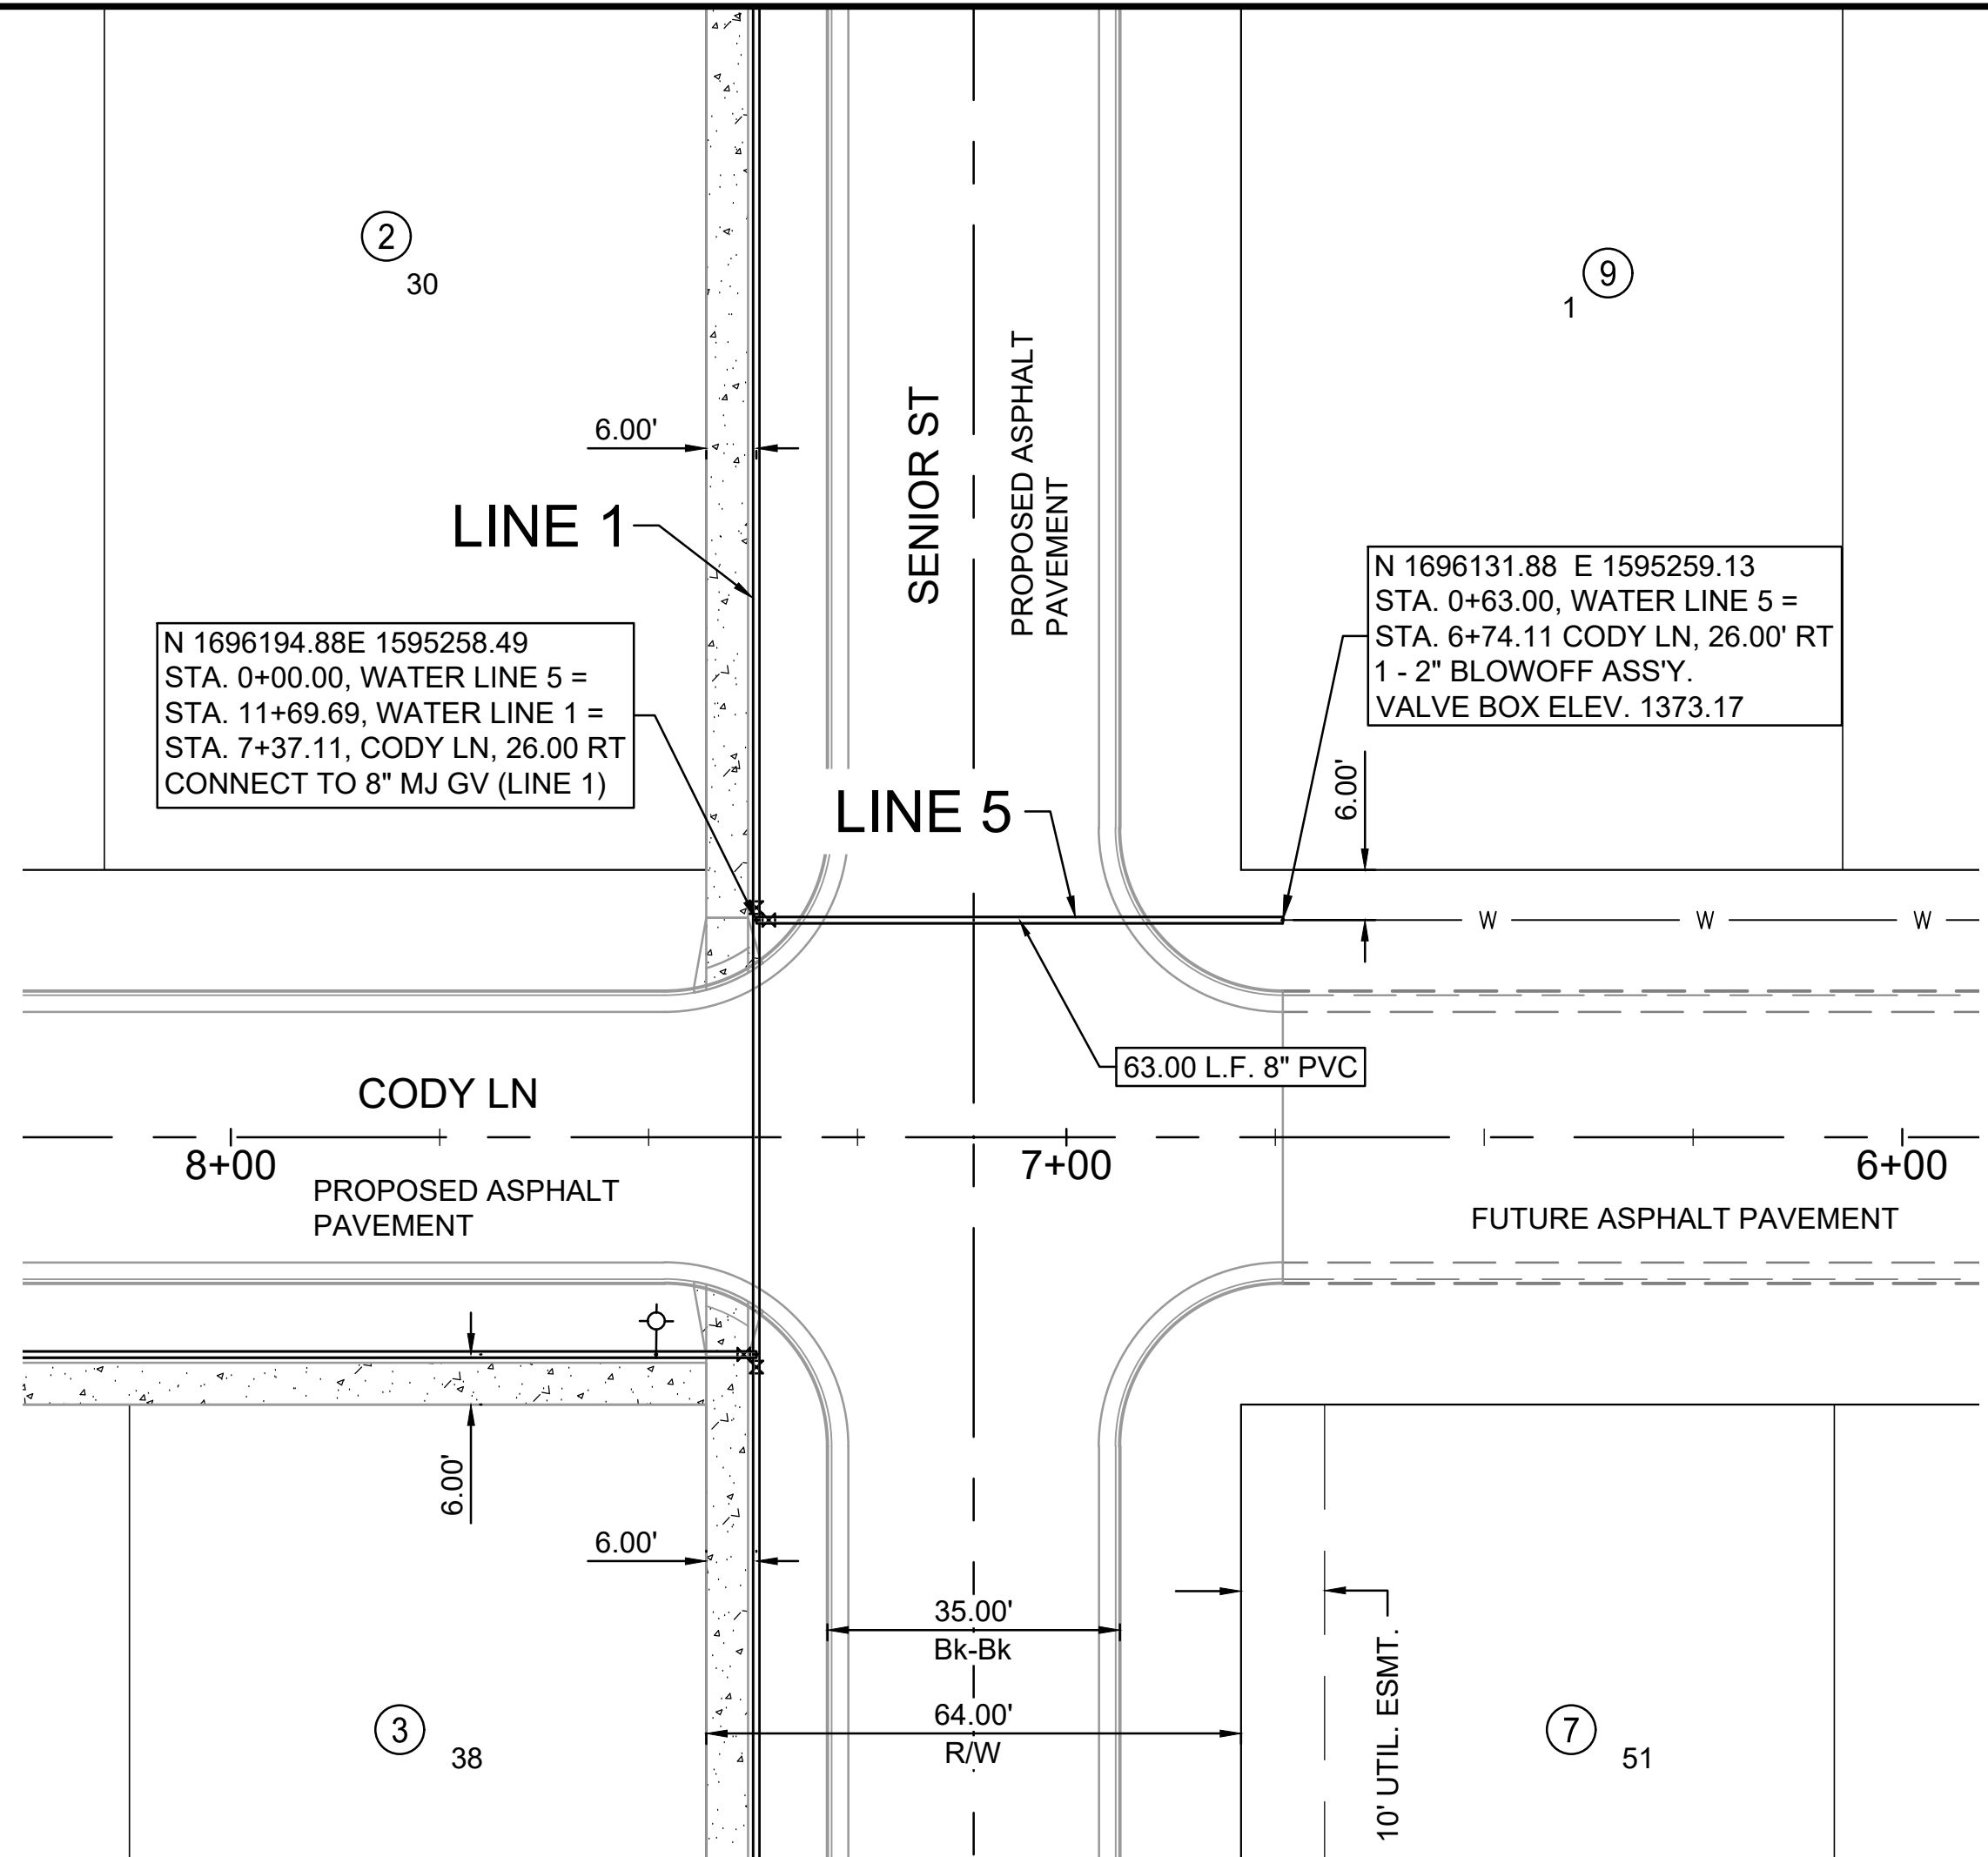 2
30
9
1
6.00'
SENIOR ST
PROPOSED ASPHALT
PAVEMENT
LINE 1
N 1696131.88  E 1595259.13
STA. 0+63.00, WATER LINE 5 =
STA. 6+74.11 CODY LN, 26.00' RT
1 - 2" BLOWOFF ASS'Y.
VALVE BOX ELEV. 1373.17
N 1696194.88E 1595258.49
STA. 0+00.00, WATER LINE 5 =
STA. 11+69.69, WATER LINE 1 =
STA. 7+37.11, CODY LN, 26.00 RT
CONNECT TO 8" MJ GV (LINE 1)
LINE 5
6.00'
W W W
63.00 L.F. 8" PVC
CODY LN
8+00
7+00
6+00
PROPOSED ASPHALT
PAVEMENT
FUTURE ASPHALT PAVEMENT
6.00'
6.00'
35.00'
Bk-Bk
64.00'
R/W
10' UTIL. ESMT.
3
38
7
51